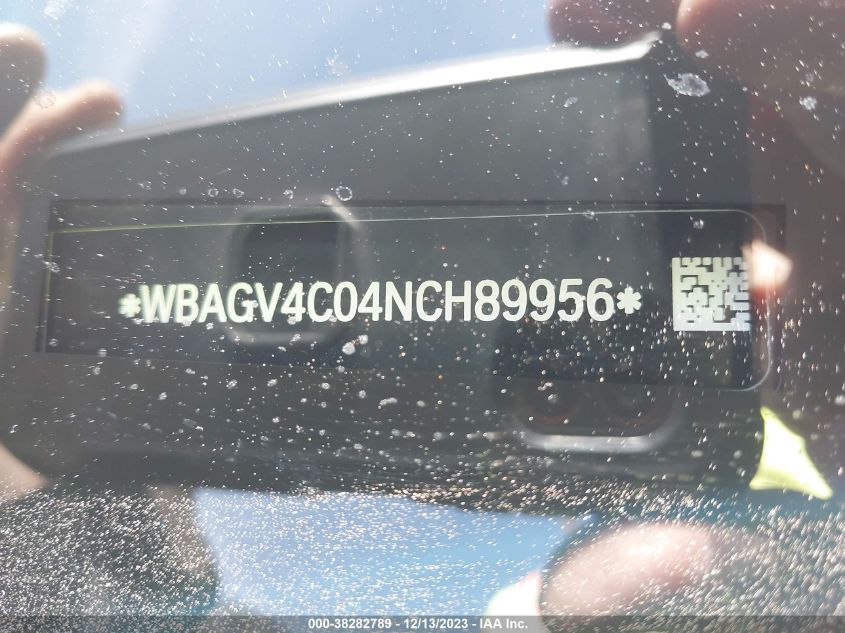 *WBAGV4C04NCH89956*
000-38282789 - 12/13/2023 - IAA Inc.